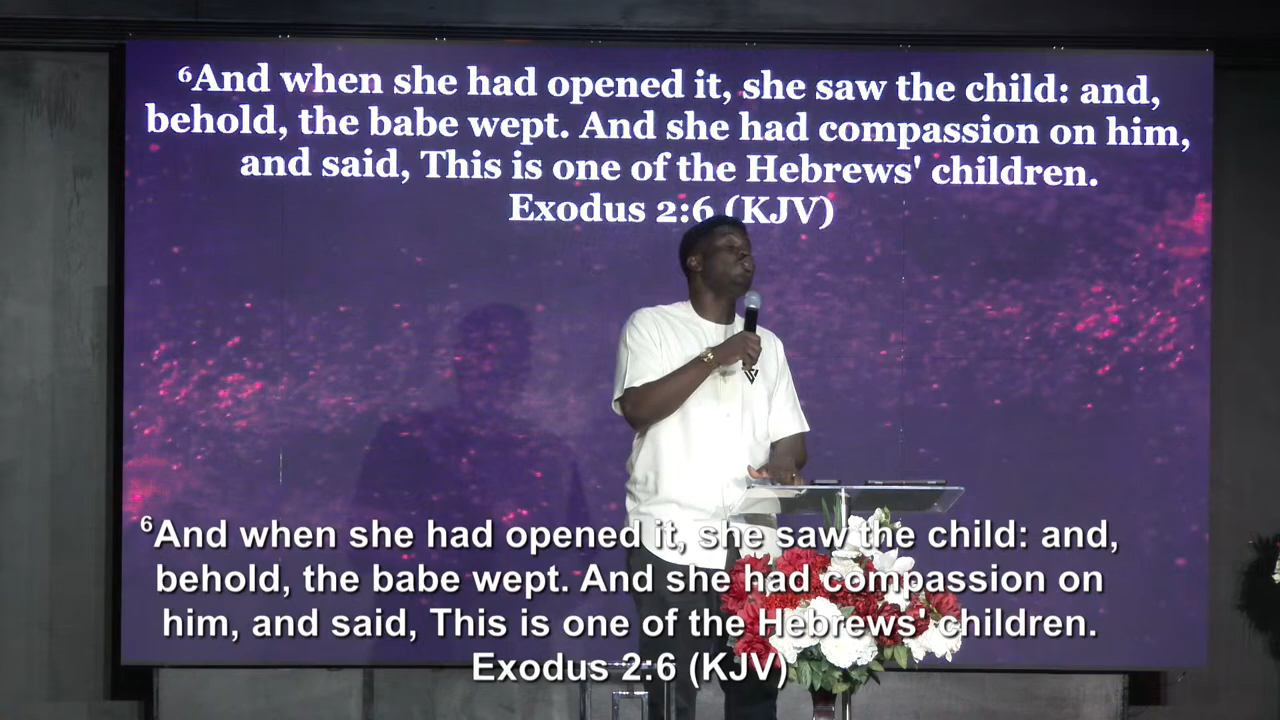 ⁶And when she had opened it, she saw the child: and,
behold, the babe wept. And she had compassion on him,
and said, This is one of the Hebrews' children.
Exodus 2:6 (KJV)
⁶And when she had opened it, she saw the child: and,
behold, the babe wept. And she had compassion on
him, and said, This is one of the Hebrews' children.
Exodus 2:6 (KJV)